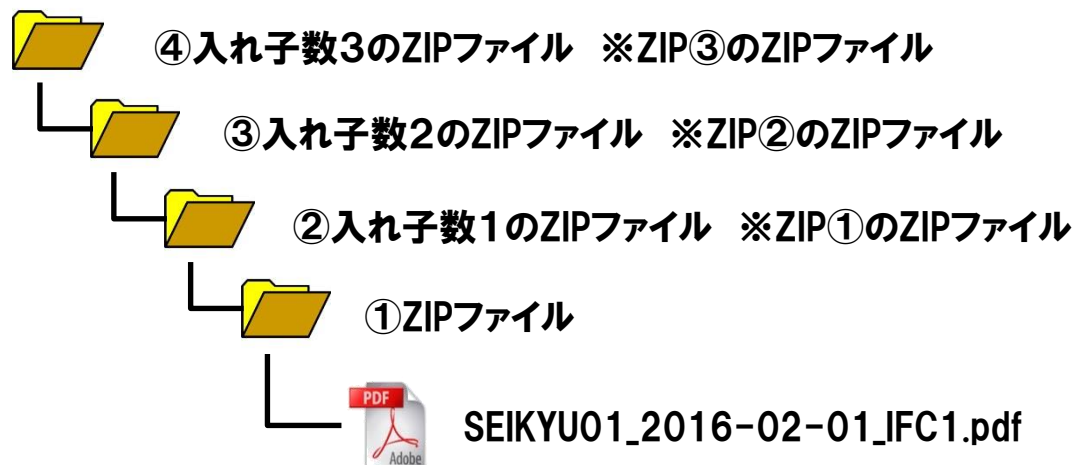 ④入れ子数3のZIPファイル ※ZIP③のZIPファイル
③入れ子数2のZIPファイル ※ZIP②のZIPファイル
②入れ子数1のZIPファイル ※ZIP①のZIPファイル
①ZIPファイル
PDF
Adobe
SEIKYU01_2016-02-01_IFC1.pdf